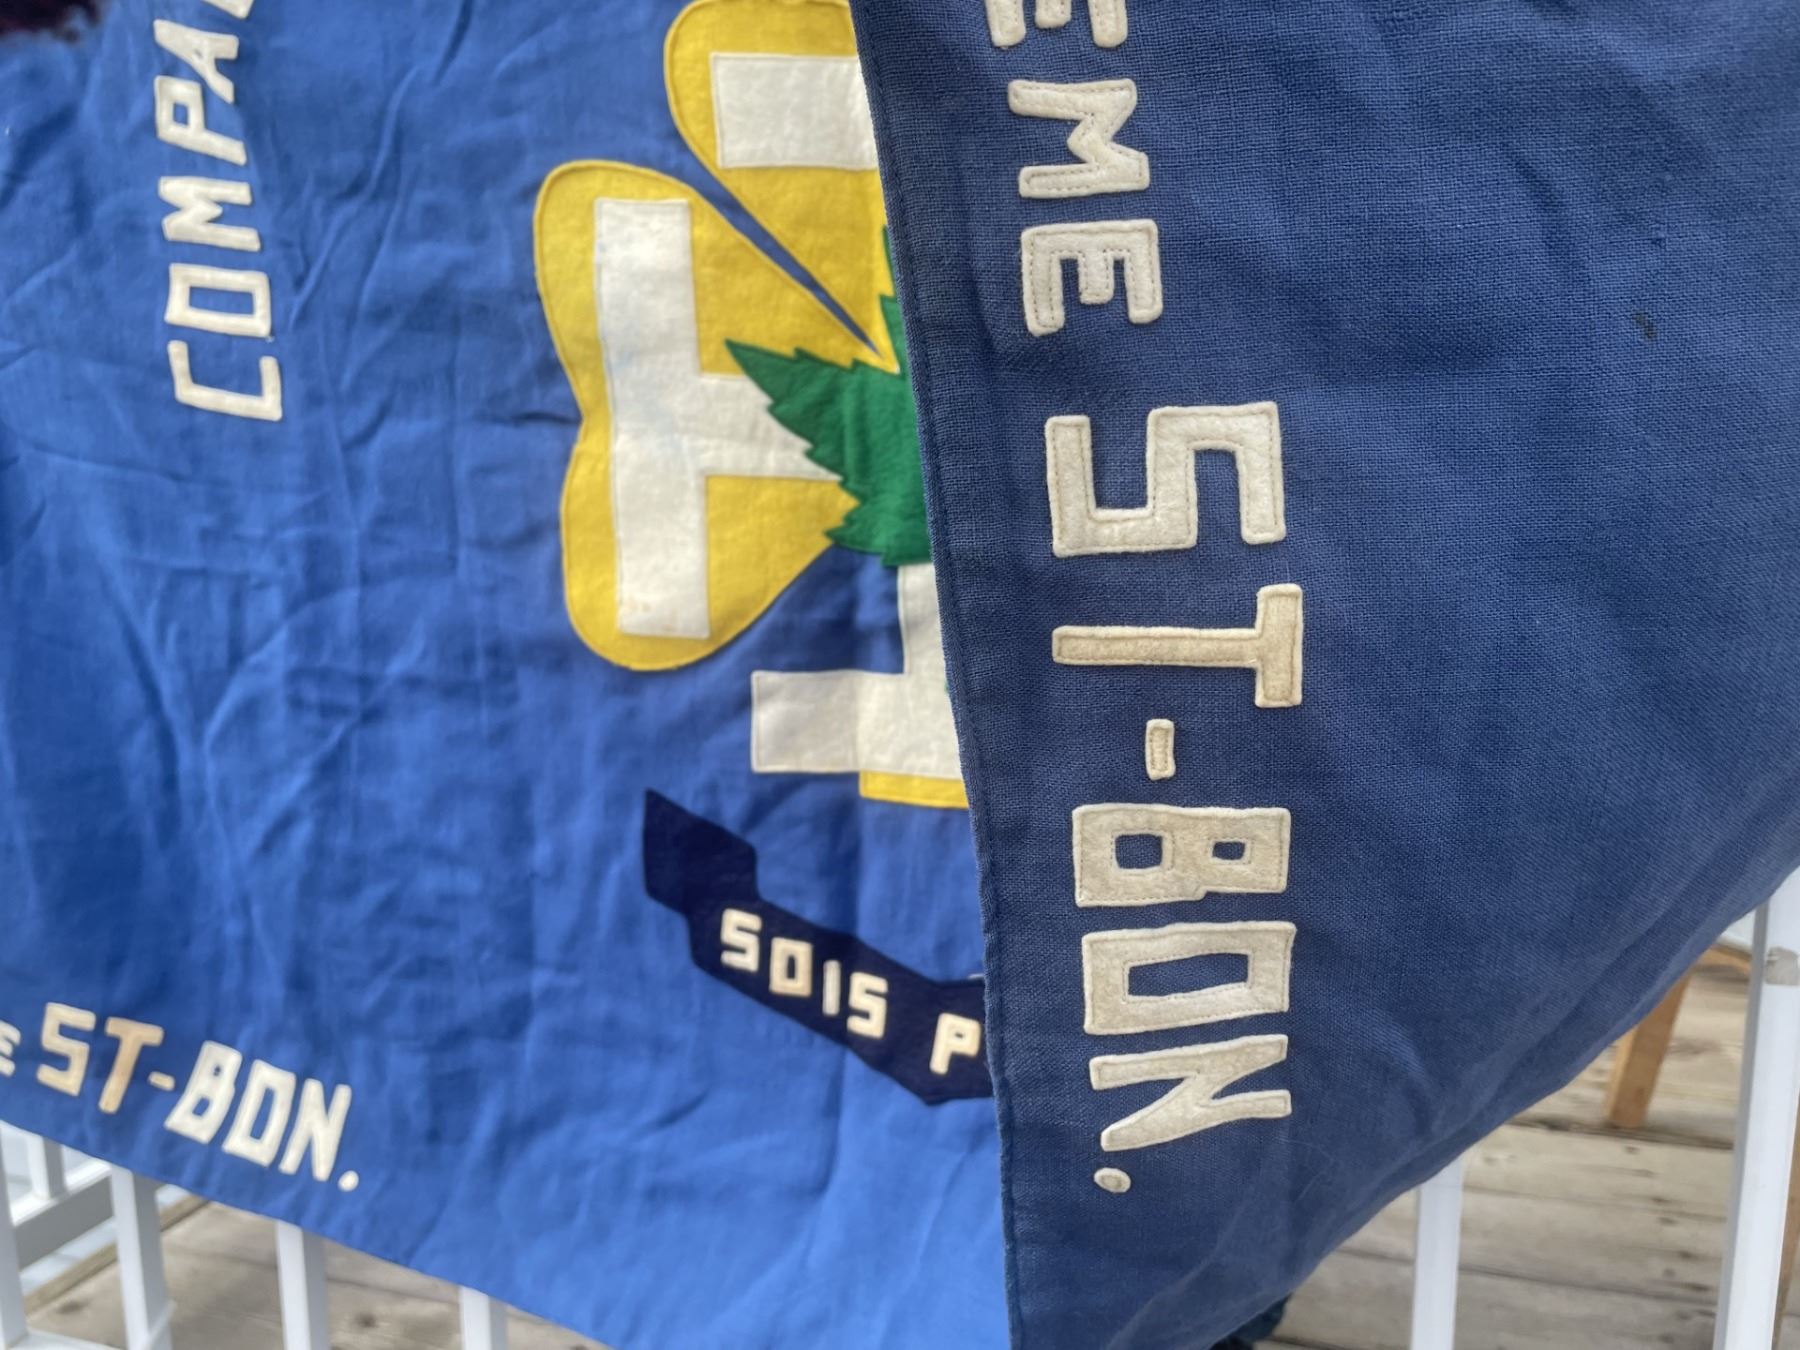 COMPA
SOIS P
ST-BON.
EME ST-BON.